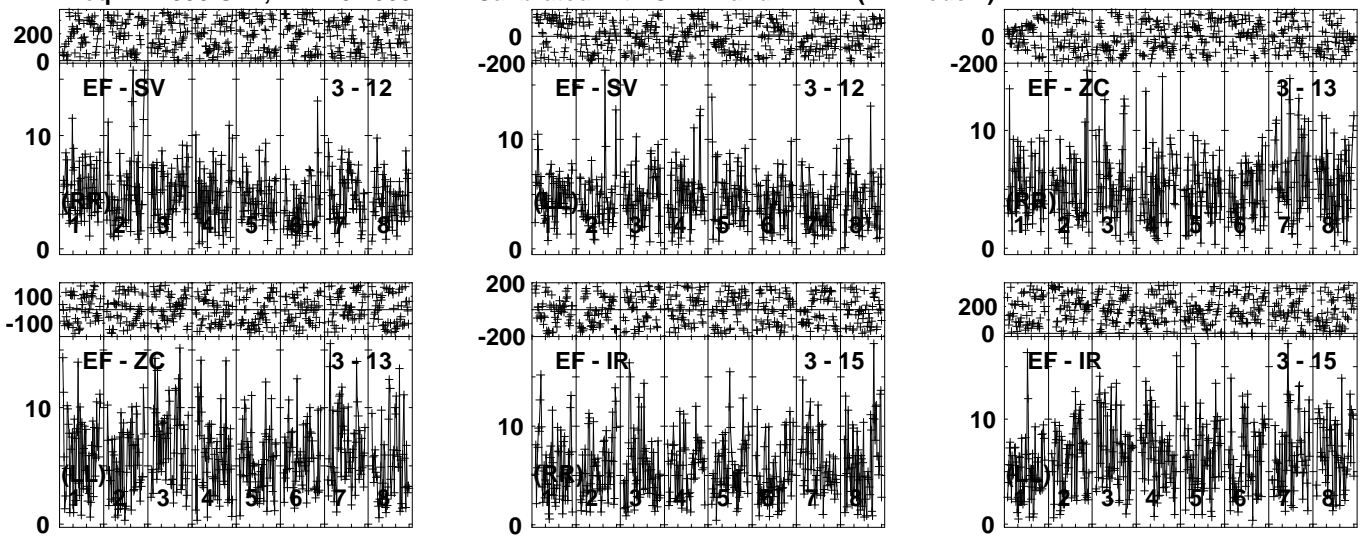 200 0 -200
0 -200 -200
EF - SV 3 - 12 EF - SV 3 - 12 EF - ZC 3 - 13
10 10 10
(RR) (LL) (RR)
1 2 3 4 5 6 7 8 1 2 3 4 5 6 7 8 1 2 3 4 5 6 7 8
0 0 0
100 200 200
-100 -200 0
EF - ZC 3 - 13 EF - IR 3 - 15 EF - IR 3 - 15
10 10 10
(LL) (RR) (LL)
1 2 3 4 5 6 7 8 1 2 3 4 5 6 7 8 1 2 3 4 5 6 7 8
0 0 0